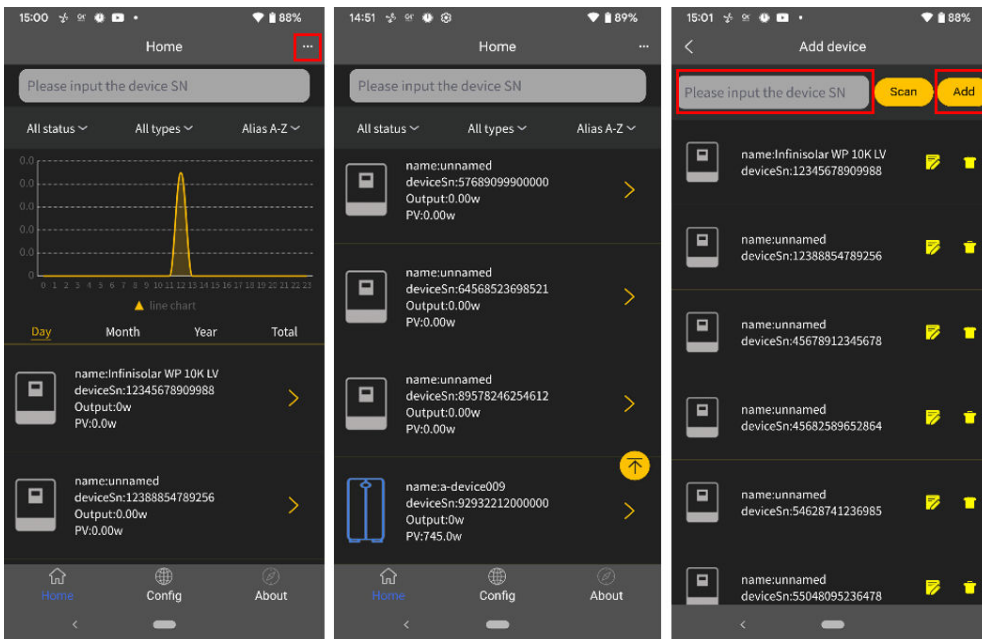 15:00
88%
Home
...
Please input the device SN
All status
All types
Alias A-Z
0.0
0.0
0.0
0.0
0.0
0
0 1 2 3 4 5 6 7 8 9 10 11 12 13 14 15 16 17 18 19 20 21 22 23
line chart
Day
Month
Year
Total
name:Infinisolar WP 10K LV
deviceSn:12345678909988
Output:0w
PV:0.0w
name:unnamed
deviceSn:12388854789256
Output:0.00w
PV:0.00w
Home
Config
About
14:51
89%
Home
...
Please input the device SN
All status
All types
Alias A-Z
name:unnamed
deviceSn:57689099900000
Output:0.00w
PV:0.00w
name:unnamed
deviceSn:64568523698521
Output:0.00w
PV:0.00w
name:unnamed
deviceSn:89578246254612
Output:0.00w
PV:0.00w
name:a-device009
deviceSn:92932212000000
Output:0w
PV:745.0w
Home
Config
About
15:01
88%
Add device
Please input the device SN
Scan
Add
name:Infinisolar WP 10K LV
deviceSn:12345678909988
name:unnamed
deviceSn:12388854789256
name:unnamed
deviceSn:45678912345678
name:unnamed
deviceSn:45682589652864
name:unnamed
deviceSn:54628741236985
name:unnamed
deviceSn:55048095236478